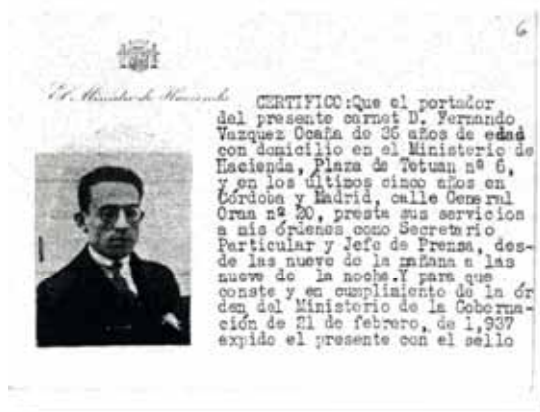 6
El Ministro de Hacienda
CERTIFICO:Que el portador
del presente carnet D. Fernando
Vazquez Ocaña de 36 años de edad
con domicilio en el Ministerio de
Hacienda, Plaza de Tetuan nº 6,
y en los últimos cinco años en
Córdoba y Madrid, calle General
Oraa nº 20, presta sus servicios
a mis órdenes como Secretario
Particular y Jefe de Prensa, des-
de las nueve de la mañana a las
nueve de la noche.Y para que
conste y en cumplimiento de la ór
den del Ministerio de la Goberna-
ción de 21 de febrero, de 1,937
expido el presente con el sello